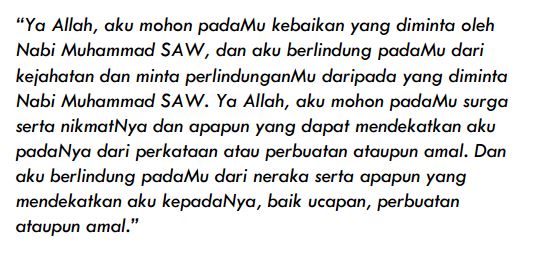 “Ya Allah, aku mohon padaMu kebaikan yang diminta oleh
Nabi Muhammad SAW, dan aku berlindung padaMu dari
kejahatan dan minta perlindunganMu daripada yang diminta
Nabi Muhammad SAW. Ya Allah, aku mohon padaMu surga
serta nikmatNya dan apapun yang dapat mendekatkan aku
padaNya dari perkataan atau perbuatan ataupun amal. Dan
aku berlindung padaMu dari neraka serta apapun yang
mendekatkan aku kepadaNya, baik ucapan, perbuatan
ataupun amal.”